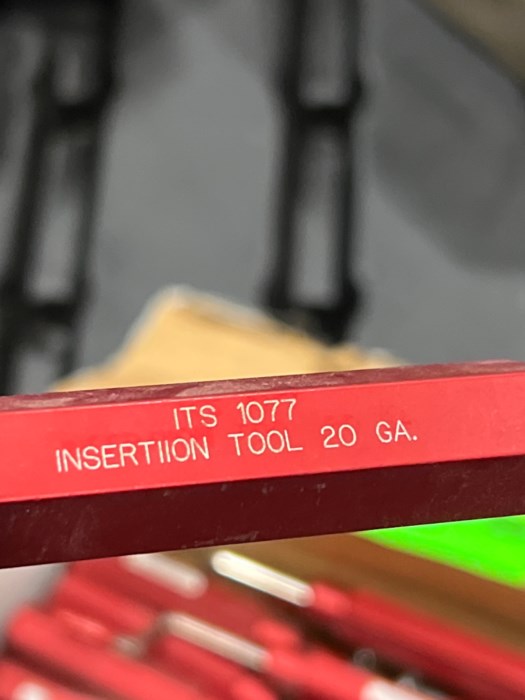 ITS 1077
INSERTIION TOOL 20 GA.